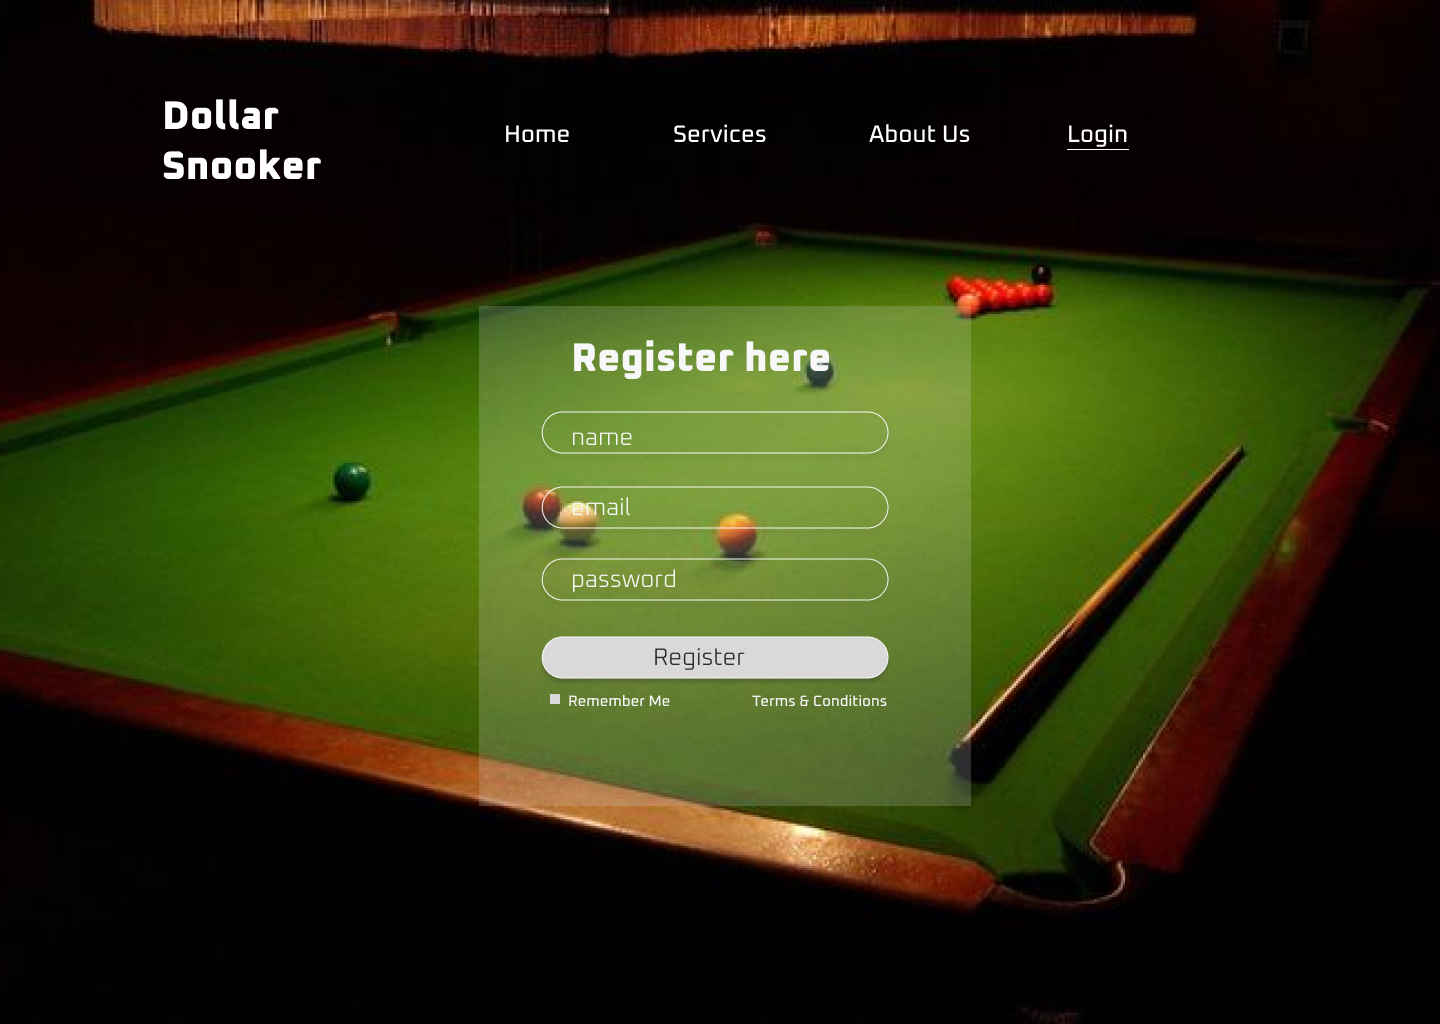 Dollar
Snooker
Home Services About Us Login
Register here
name
email
password
Register
Remember Me Terms & Conditions